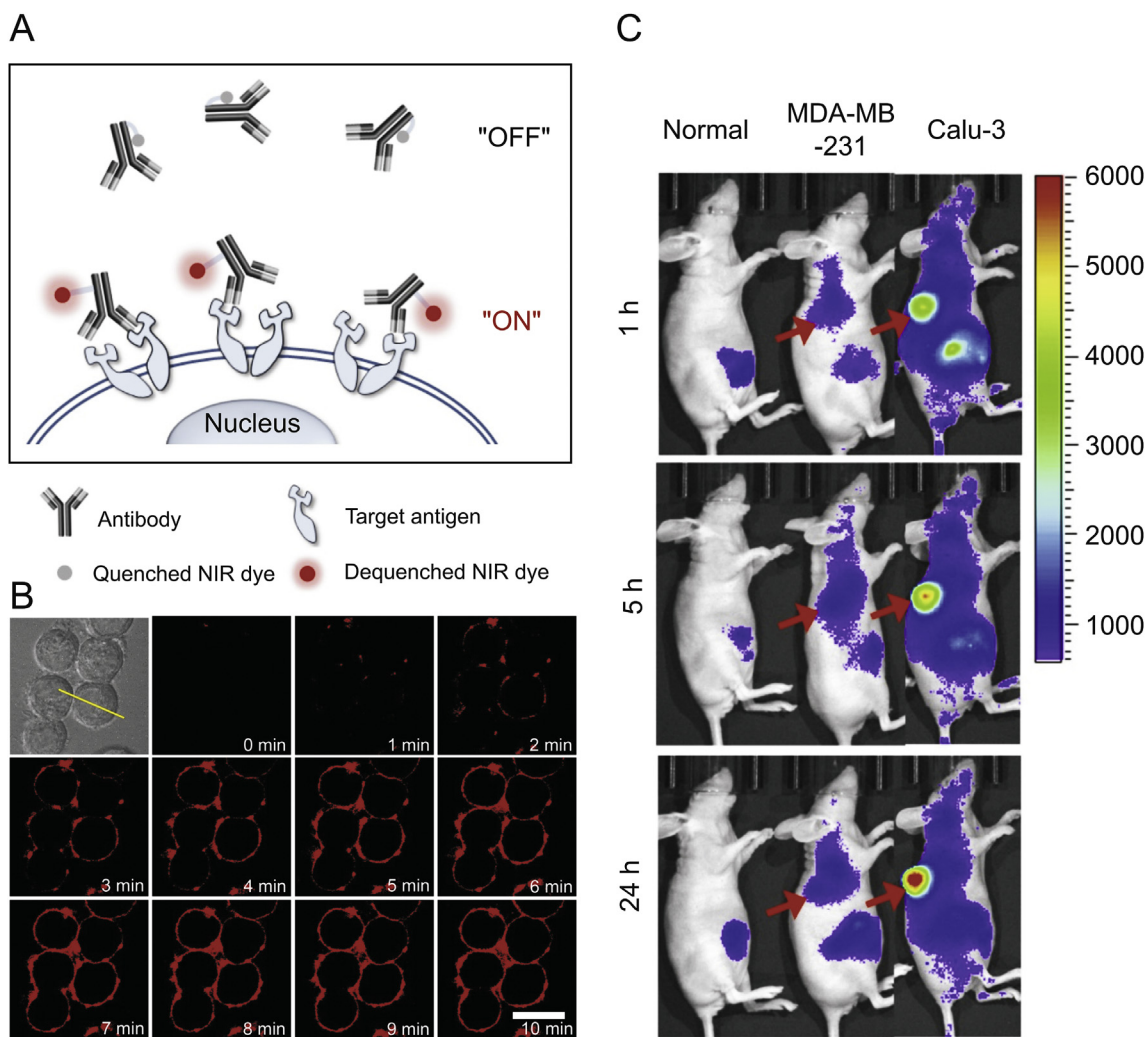 A
"OFF"
"ON"
Nucleus
Antibody
Target antigen
Quenched NIR dye
Dequenched NIR dye
B
0 min
1 min
2 min
3 min
4 min
5 min
6 min
7 min
8 min
9 min
10 min
C
Normal
MDA-MB
-231
Calu-3
1 h
5 h
24 h
6000
5000
4000
3000
2000
1000